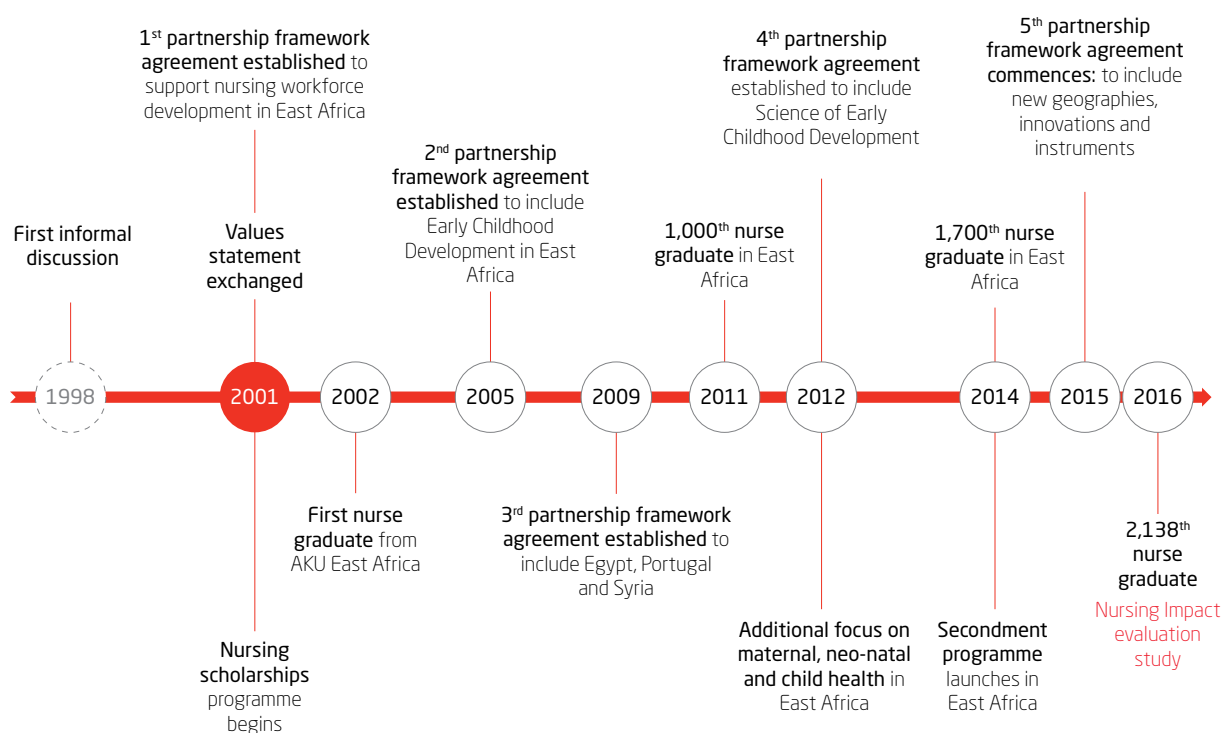 1st partnership framework
agreement established to
support nursing workforce
development in East Africa
4th partnership
framework agreement
established to include
Science of Early
Childhood Development
5th partnership
framework agreement
commences: to include
new geographies,
innovations and
instruments
2nd partnership
framework agreement
established to include
Early Childhood
Development in East
Africa
First informal
discussion
Values
statement
exchanged
1,000th nurse
graduate in East
Africa
1,700th nurse
graduate in East
Africa
1998
2001
2002
2005
2009
2011
2012
2014
2015
2016
First nurse
graduate from
AKU East Africa
3rd partnership framework
agreement established to
include Egypt, Portugal
and Syria
2,138th
nurse
graduate
Nursing Impact
evaluation
study
Nursing
scholarships
programme
begins
Additional focus on
maternal, neo-natal
and child health in
East Africa
Secondment
programme
launches in
East Africa